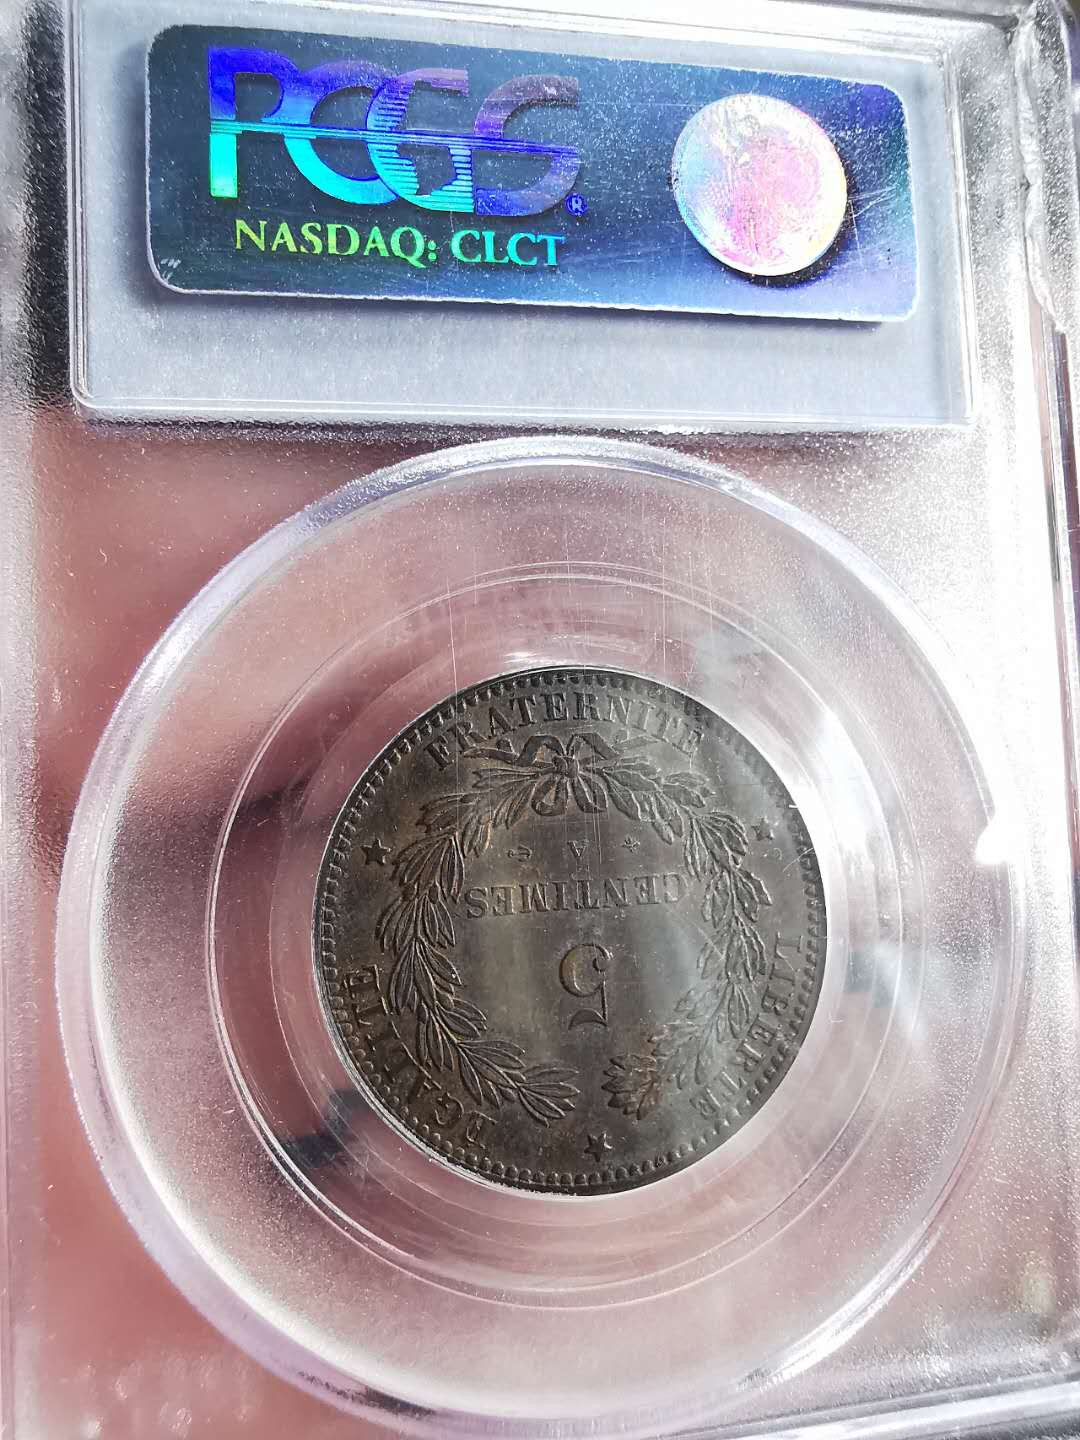 PCGS®
NASDAQ: CLCT
LIBERTE
EGALITE
FRATERNITE
5
CENTIMES
A